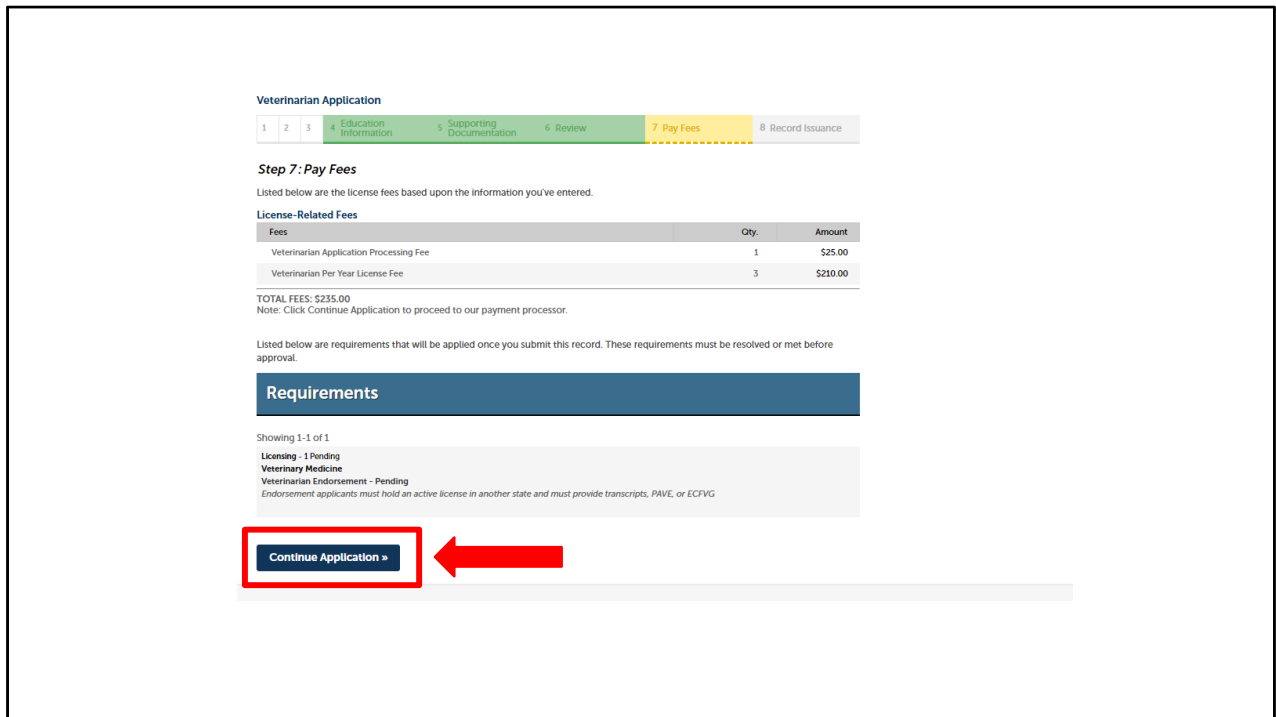 Veterinarian Application
1 2 3 4 Education Information 5 Supporting Documentation 6 Review 7 Pay Fees 8 Record Issuance
Step 7: Pay Fees
Listed below are the license fees based upon the information you've entered.
License-Related Fees
Fees Qty. Amount
Veterinarian Application Processing Fee 1 $25.00
Veterinarian Per Year License Fee 3 $210.00
TOTAL FEES: $235.00
Note: Click Continue Application to proceed to our payment processor.
Listed below are requirements that will be applied once you submit this record. These requirements must be resolved or met before
approval.
Requirements
Showing 1-1 of 1
Licensing - 1 Pending
Veterinary Medicine
Veterinarian Endorsement - Pending
Endorsement applicants must hold an active license in another state and must provide transcripts, PAVE, or ECFVG
Continue Application »